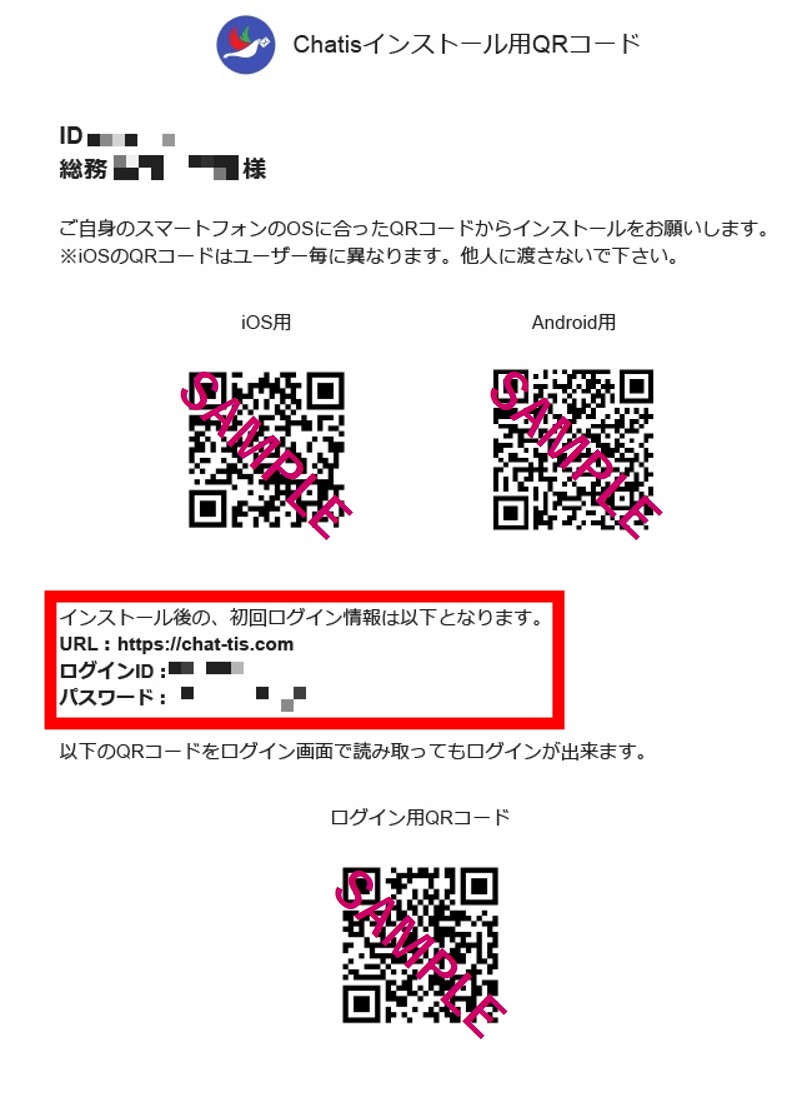 Chatisインストール用QRコード
ID
総務 様
ご自身のスマートフォンのOSに合ったQRコードからインストールをお願いします。
※iOSのQRコードはユーザー毎に異なります。他人に渡さないで下さい。
iOS用
Android用
SAMPLE
SAMPLE
インストール後の、初回ログイン情報は以下となります。
URL：https://chat-tis.com
ログインID：
パスワード：
以下のQRコードをログイン画面で読み取ってもログインが出来ます。
ログイン用QRコード
SAMPLE